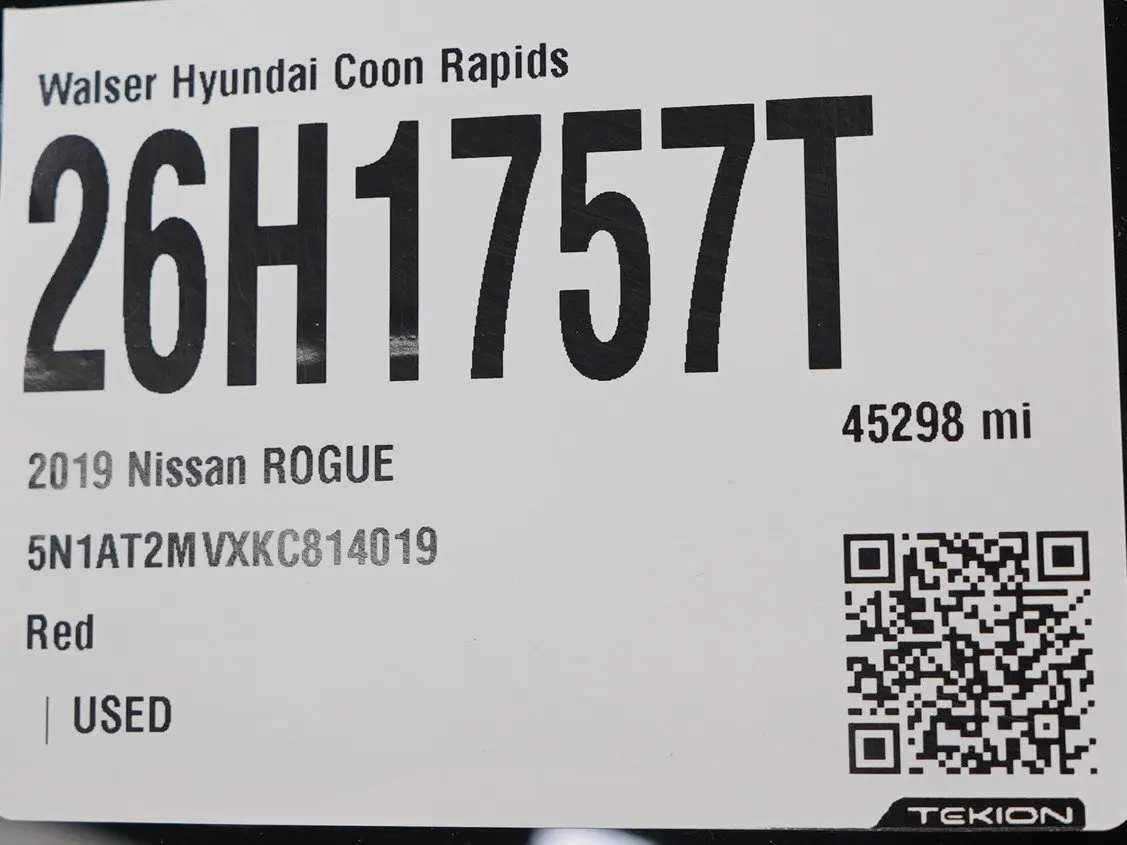 Walser Hyundai Coon Rapids
26H1757T
45298 mi
2019 Nissan ROGUE
5N1AT2MVXKC814019
Red
| USED
TEKION